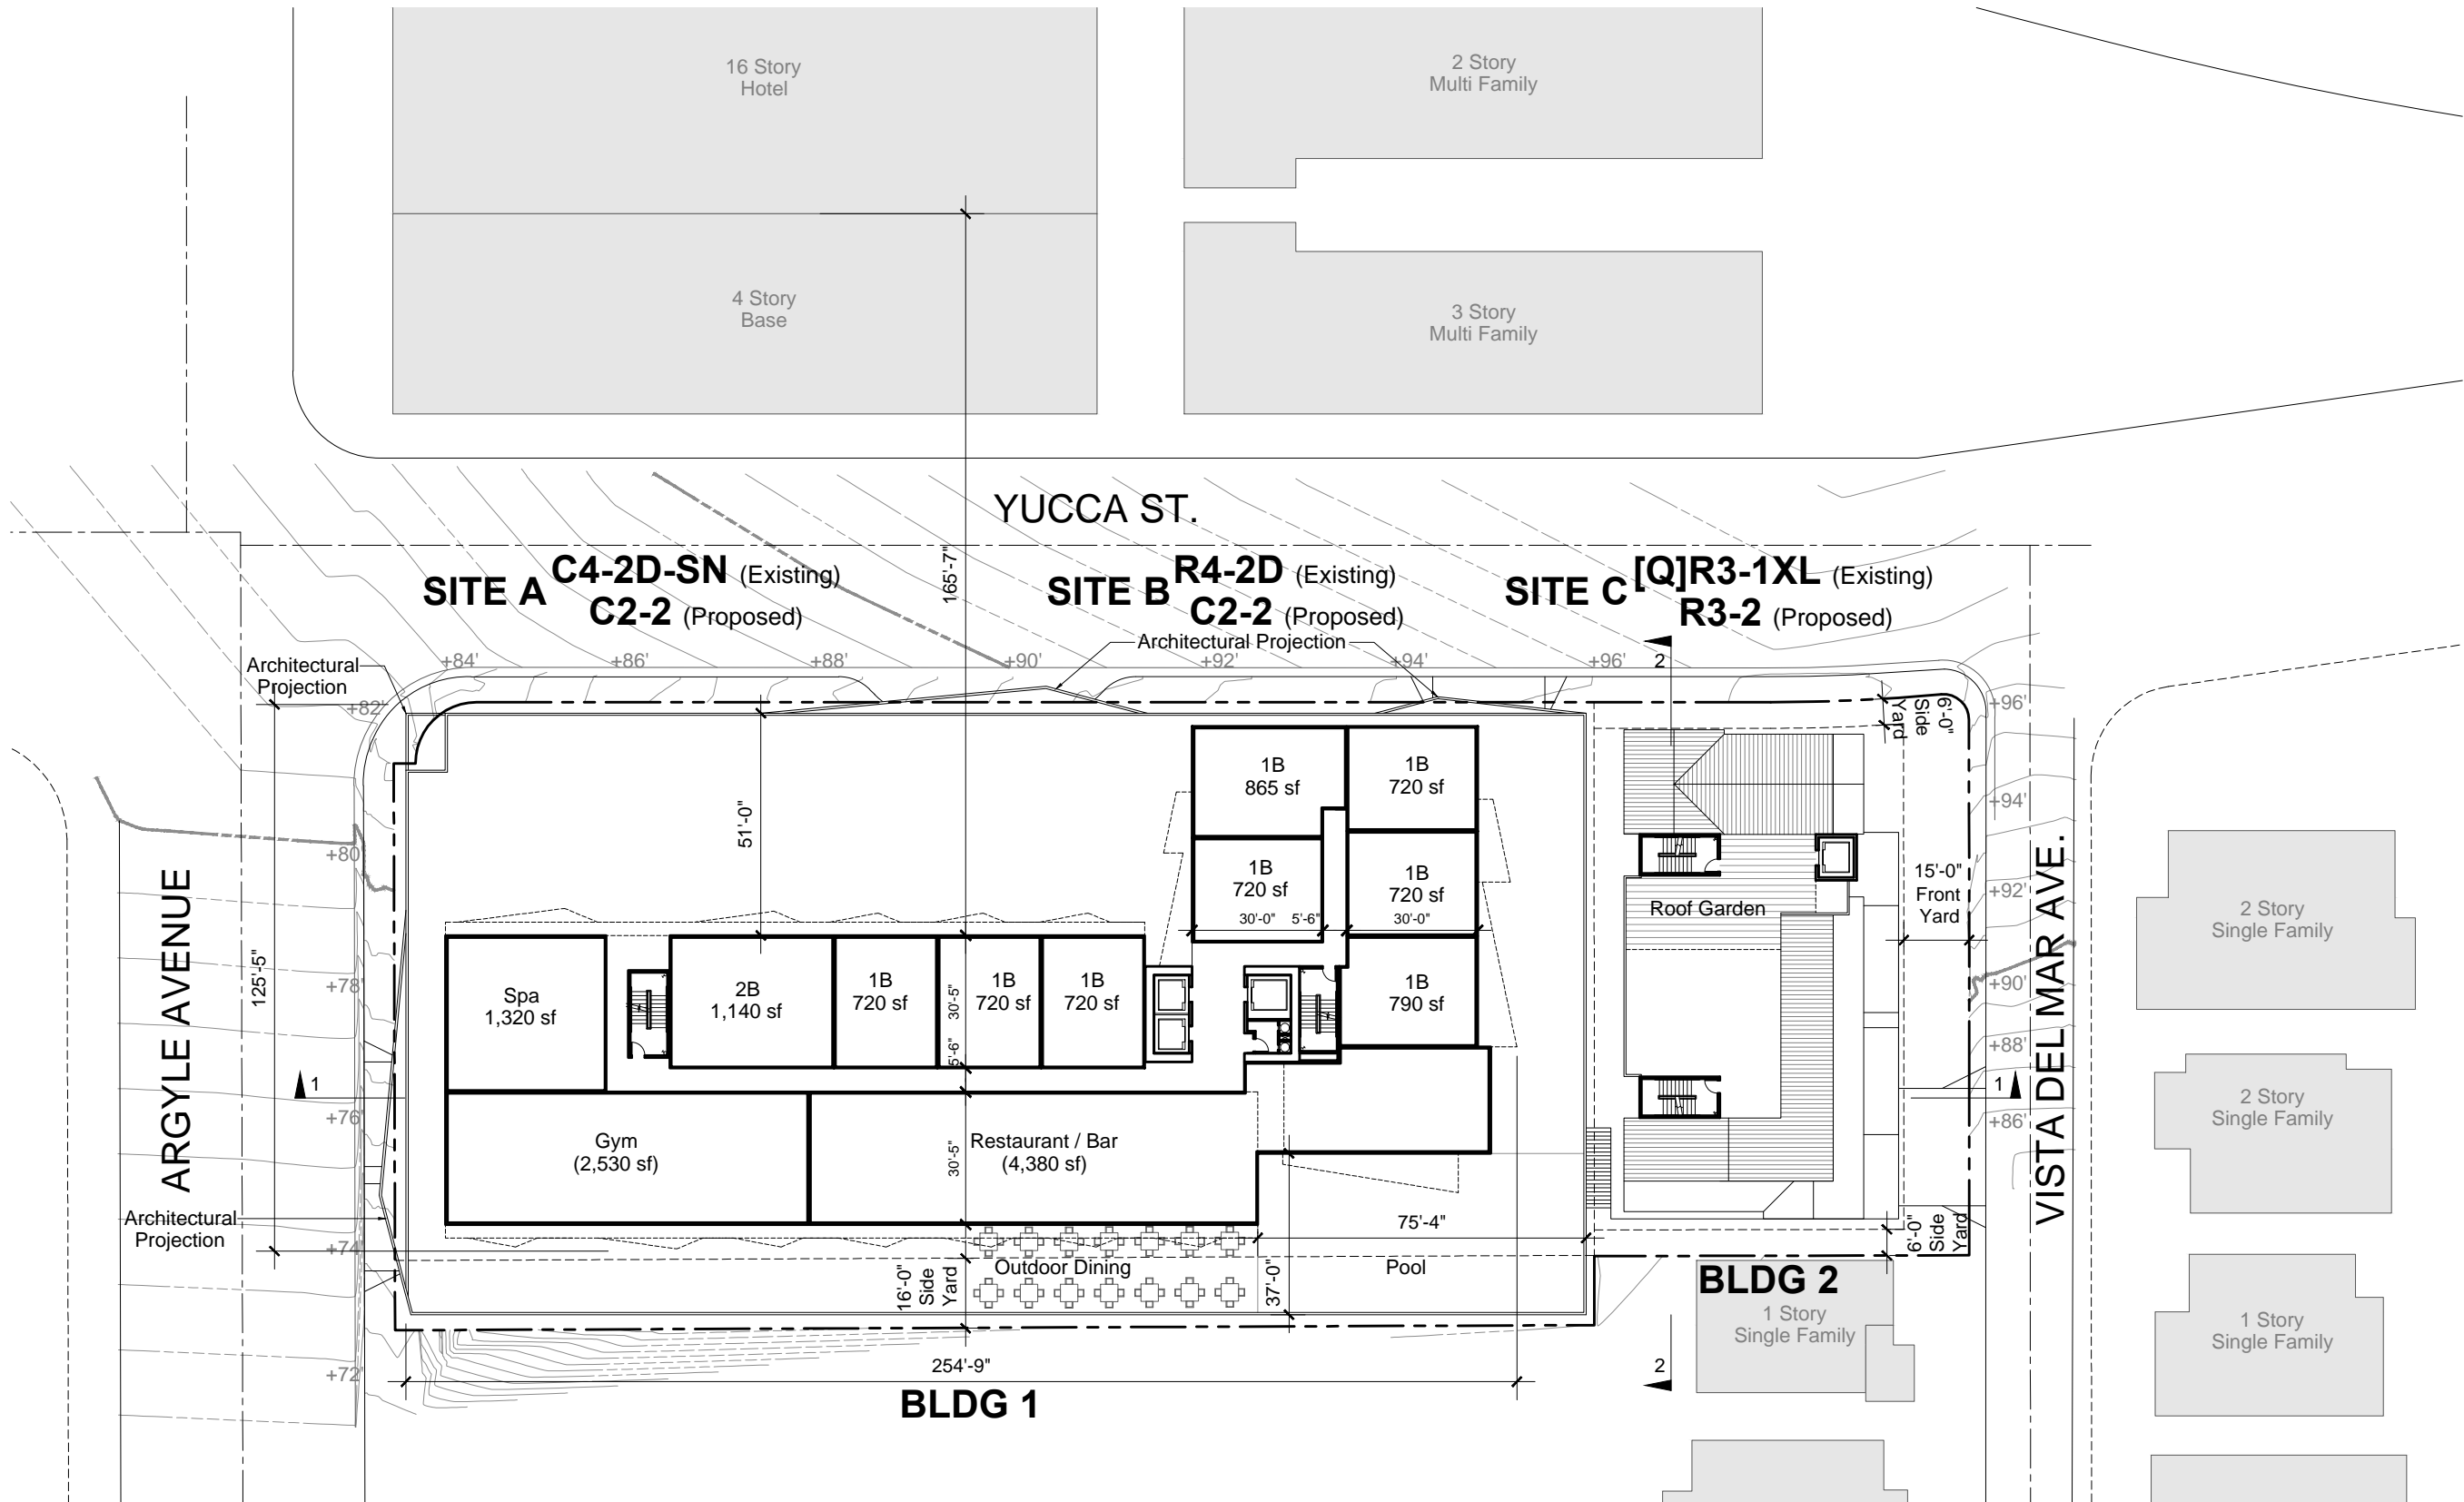 16 Story
Hotel
2 Story
Multi Family
4 Story
Base
3 Story
Multi Family
YUCCA ST.
165'-7"
SITE A
C4-2D-SN (Existing)
C2-2 (Proposed)
SITE B
R4-2D (Existing)
C2-2 (Proposed)
SITE C
[Q]R3-1XL (Existing)
R3-2 (Proposed)
Architectural Projection
Architectural
Projection
+84'
+86'
+88'
+90'
+92'
+94'
+96'
2
+82'
6'-0"
Side
Yard
+96'
1B
865 sf
1B
720 sf
51'-0"
+94'
+80'
1B
720 sf
1B
720 sf
15'-0"
Front
Yard
+92'
30'-0"
5'-6"
30'-0"
Roof Garden
2 Story
Single Family
ARGYLE AVENUE
VISTA DEL MAR AVE.
125'-5"
+78'
Spa
1,320 sf
2B
1,140 sf
1B
720 sf
30'-5"
1B
720 sf
1B
720 sf
1B
790 sf
+90'
5'-6"
+88'
1
1
+76'
+86'
2 Story
Single Family
Gym
(2,530 sf)
30'-5"
Restaurant / Bar
(4,380 sf)
Architectural
Projection
+74'
75'-4"
6'-0"
Side
Yard
16'-0"
Side
Yard
Outdoor Dining
37'-0"
Pool
BLDG 2
1 Story
Single Family
1 Story
Single Family
+72'
254'-9"
2
BLDG 1